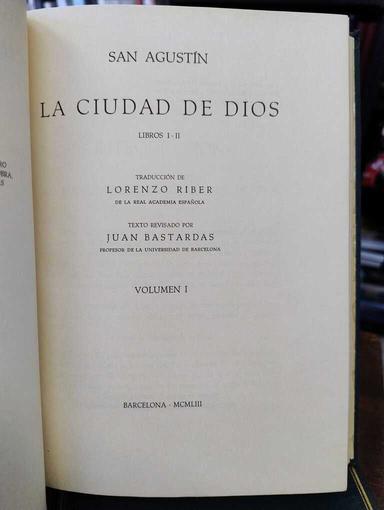 SAN AGUSTÍN
LA CIUDAD DE DIOS
LIBROS I-II
TRADUCCIÓN DE
LORENZO RIBER
DE LA REAL ACADEMIA ESPAÑOLA
TEXTO REVISADO POR
JUAN BASTARDAS
PROFESOR DE LA UNIVERSIDAD DE BARCELONA
VOLUMEN I
BARCELONA · MCMLIII